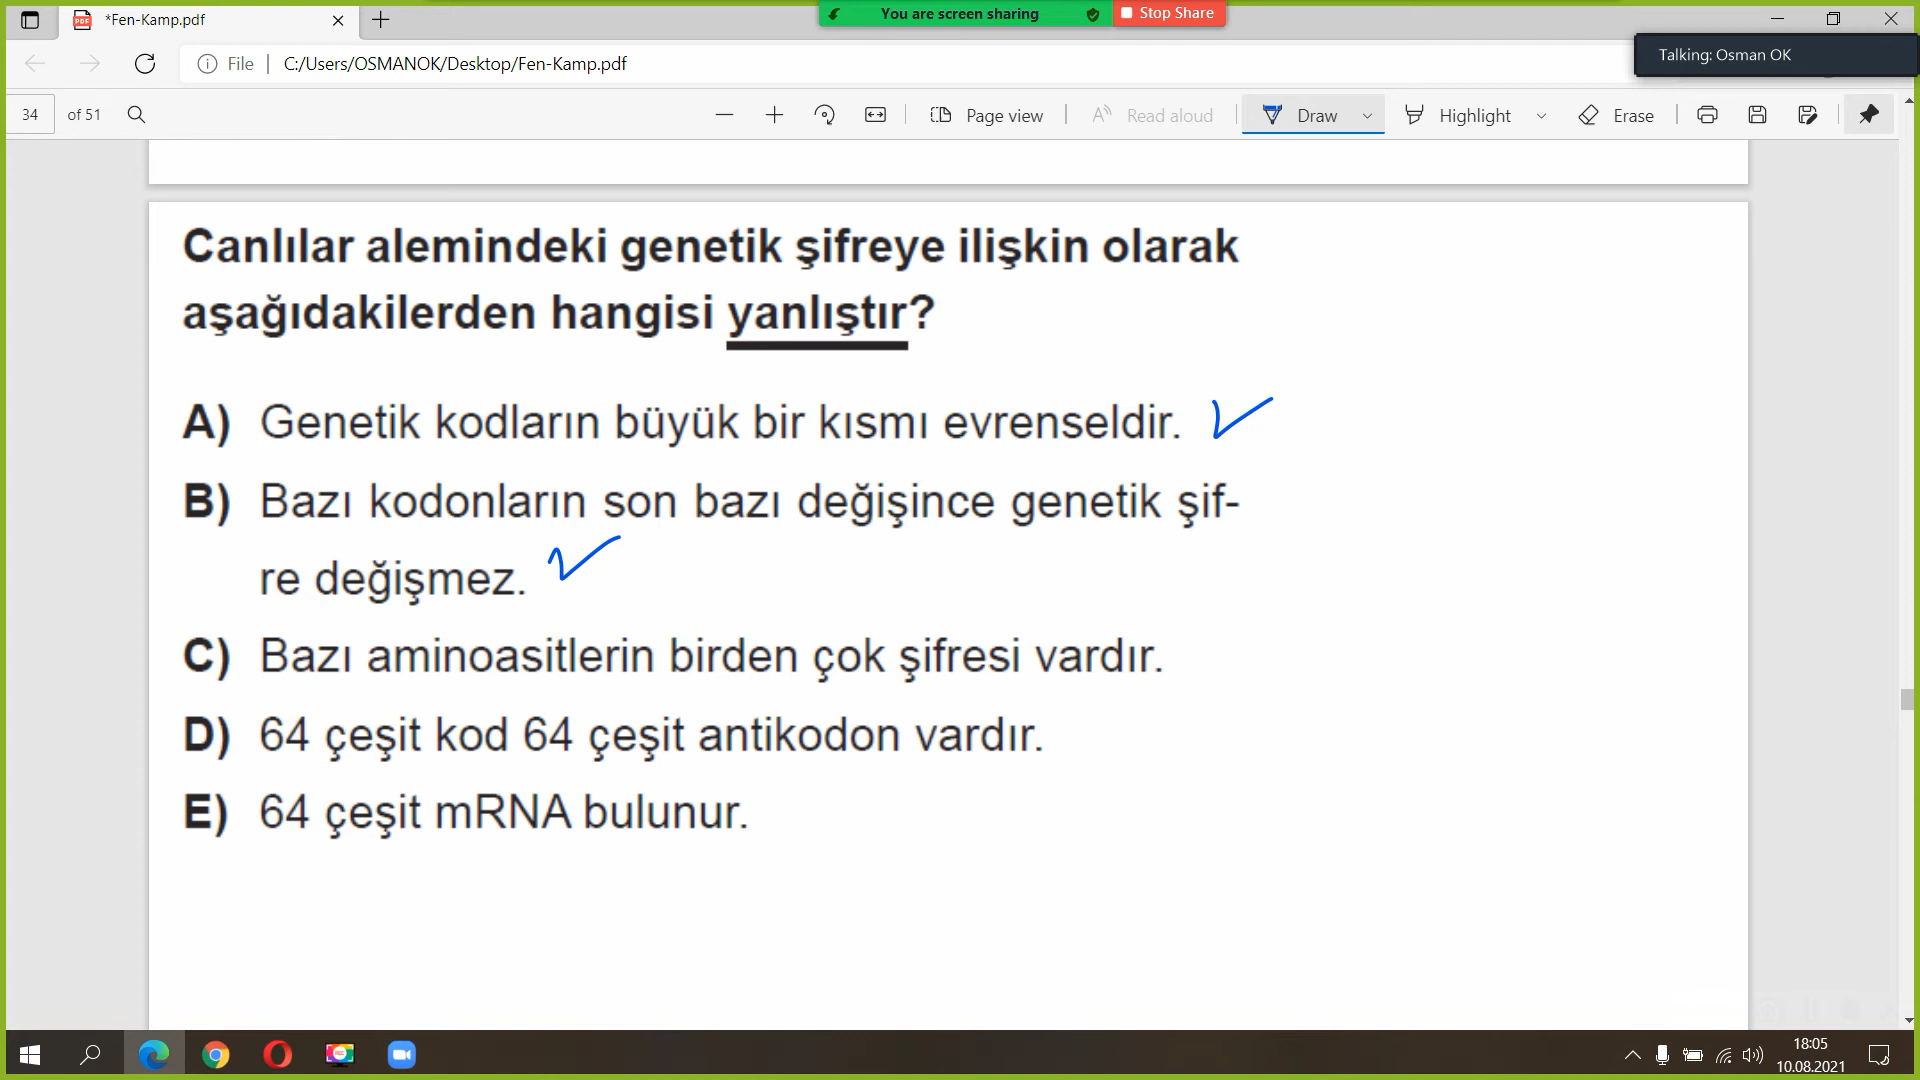 *Fen-Kamp.pdf
You are screen sharing
Stop Share
File
C:/Users/OSMANOK/Desktop/Fen-Kamp.pdf
Talking: Osman OK
34 of 51
Page view
Read aloud
Draw
Highlight
Erase
Canlılar alemindeki genetik şifreye ilişkin olarak
aşağıdakilerden hangisi yanlıştır?
A) Genetik kodların büyük bir kısmı evrenseldir.
B) Bazı kodonların son bazı değişince genetik şif-
re değişmez.
C) Bazı aminoasitlerin birden çok şifresi vardır.
D) 64 çeşit kod 64 çeşit antikodon vardır.
E) 64 çeşit mRNA bulunur.
18:05
10.08.2021